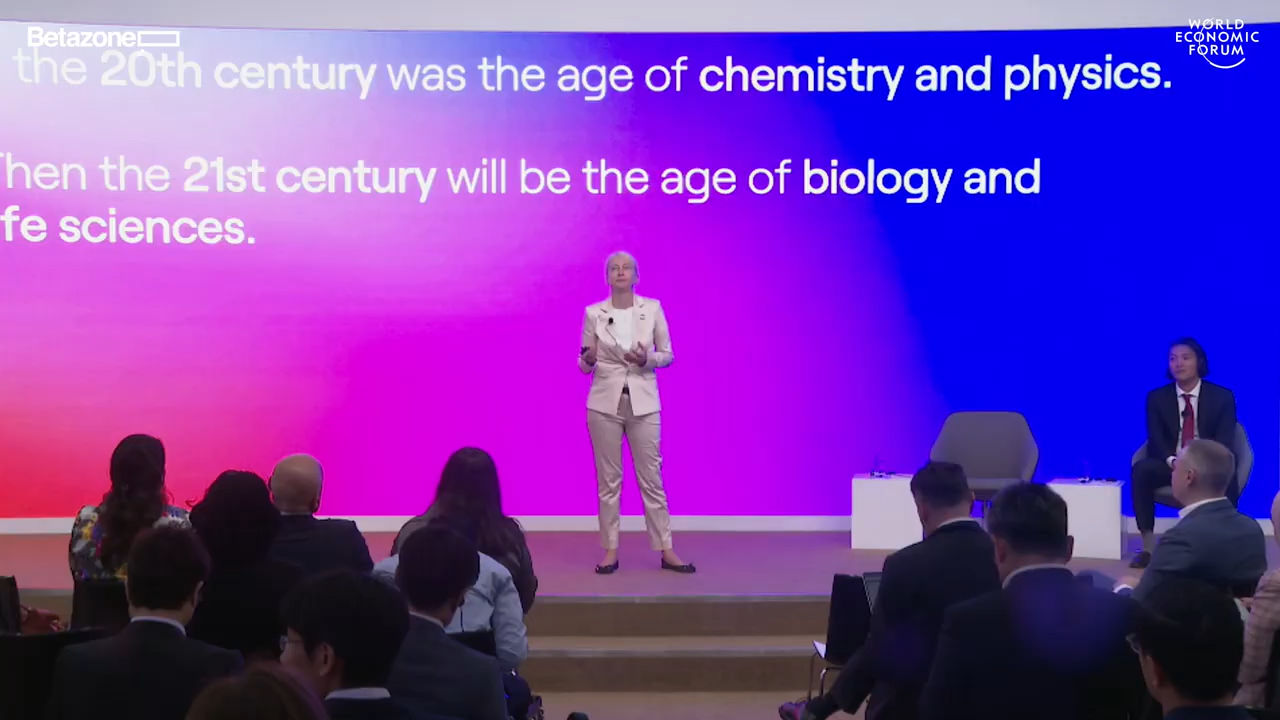 Betazone
WORLD
ECONOMIC
FORUM
the 20th century was the age of chemistry and physics.
hen the 21st century will be the age of biology and
fe sciences.